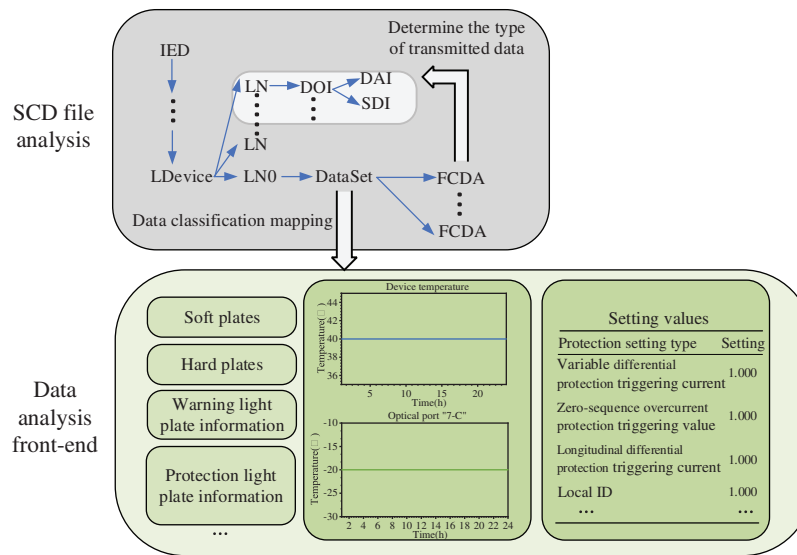 Determine the type
of transmitted data
IED
LN
DOI
DAI
SDI
LN
LDevice
LN0
DataSet
FCDA
FCDA
Data classification mapping
SCD file
analysis
Data
analysis
front-end
Soft plates
Hard plates
Warning light
plate information
Protection light
plate information
...
Device temperature
Temperature(□)
44
42
40
38
36
5
10
15
20
Time(h)
Optical port "7-C"
Temperature(□)
-10
-15
-20
-25
-30
2 4 6 8 10 12 14 16 18 20 22 24
Time(h)
Setting values
Protection setting type Setting
Variable differential
protection triggering current 1.000
Zero-sequence overcurrent
protection triggering value 1.000
Longitudinal differential
protection triggering current 1.000
Local ID 1.000
... ...